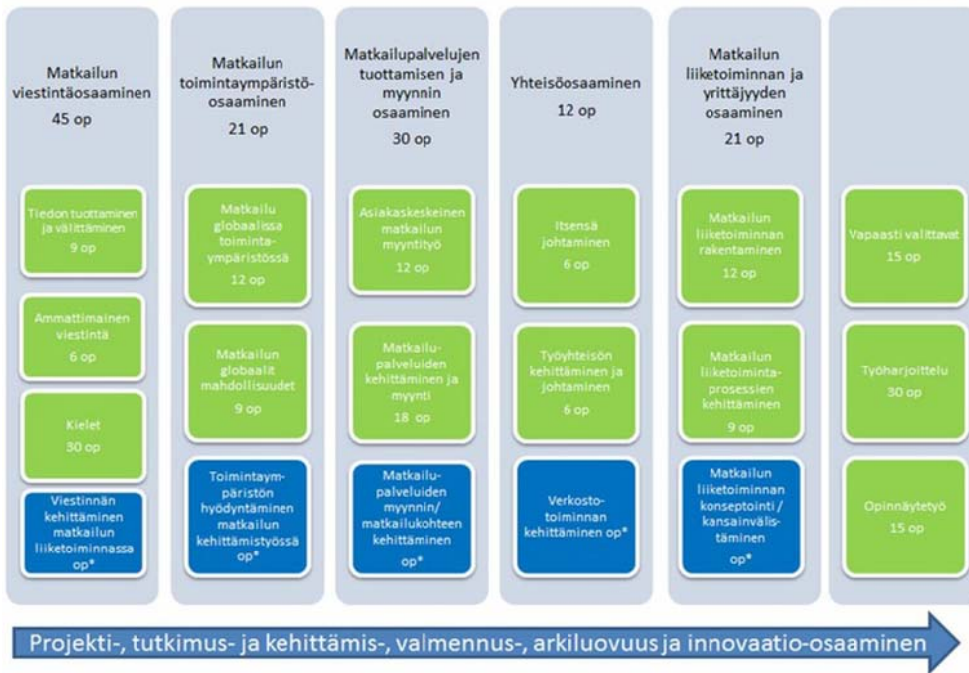 Matkailun
viestintäosaaminen
45 op
Tiedon tuottaminen
ja välittäminen
9 op
Ammattimainen
viestintä
6 op
Kielet
30 op
Viestinnän
kehittäminen
matkailun
liiketoiminnassa
op*
Matkailun
toimintaympäristö-
osaaminen
21 op
Matkailu
globaalissa
toiminta-
ympäristössä
12 op
Matkailun
globaalit
mahdollisuudet
9 op
Toimintaym-
päristön
hyödyntäminen
matkailun
kehittämistyössä
op*
Matkailupalvelujen
tuottamisen ja
myynnin
osaaminen
30 op
Asiakaskeskeinen
matkailun
myyntityö
12 op
Matkailu-
palveluiden
kehittäminen ja
myynti
18 op
Matkailu-
palveluiden
myynnin/
matkailukohteen
kehittäminen
op*
Yhteisöosaaminen
12 op
Itsensä
johtaminen
6 op
Työyhteisön
kehittäminen ja
johtaminen
6 op
Verkosto-
toiminnan
kehittäminen op*
Matkailun
liiketoiminnan ja
yrittäjyyden
osaaminen
21 op
Matkailun
liiketoiminnan
rakentaminen
12 op
Matkailun
liiketoiminta-
prosessien
kehittäminen
9 op
Matkailun
liiketoiminnan
konseptointi /
kansainvälis-
täminen
op*
Vapaasti valittavat
15 op
Työharjoittelu
30 op
Opinnäytetyö
15 op
Projekti-, tutkimus- ja kehittämis-, valmennus-, arkiluovuus ja innovaatio-osaaminen